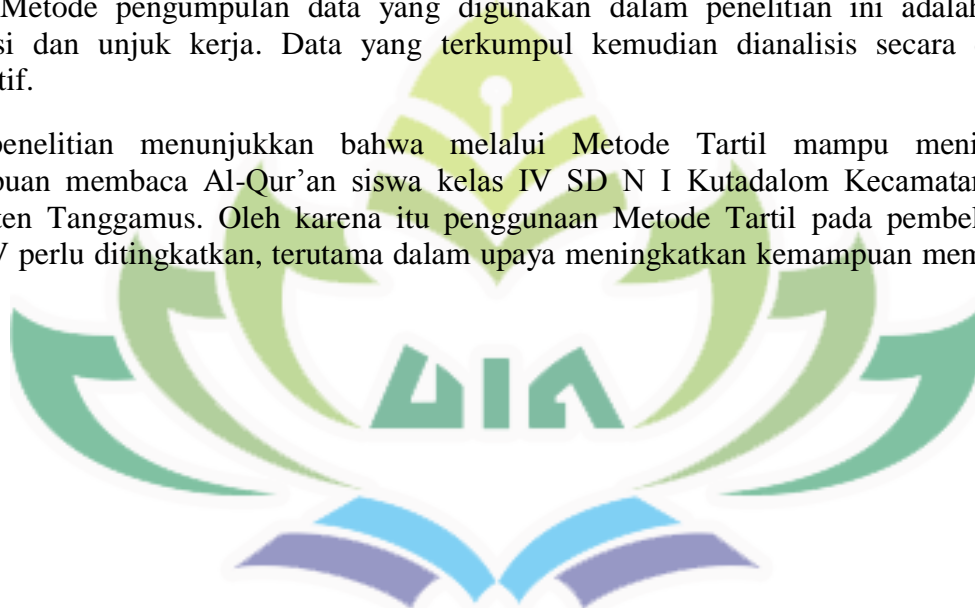 Metode pengumpulan data yang digunakan dalam penelitian ini adalah
si dan unjuk kerja. Data yang terkumpul kemudian dianalisis secara
tif.
penelitian menunjukkan bahwa melalui Metode Tartil mampu meni
puan membaca Al-Qur’an siswa kelas IV SD N I Kutadalom Kecamatan
ten Tanggamus. Oleh karena itu penggunaan Metode Tartil pada pembel
V perlu ditingkatkan, terutama dalam upaya meningkatkan kemampuan mem
UIN